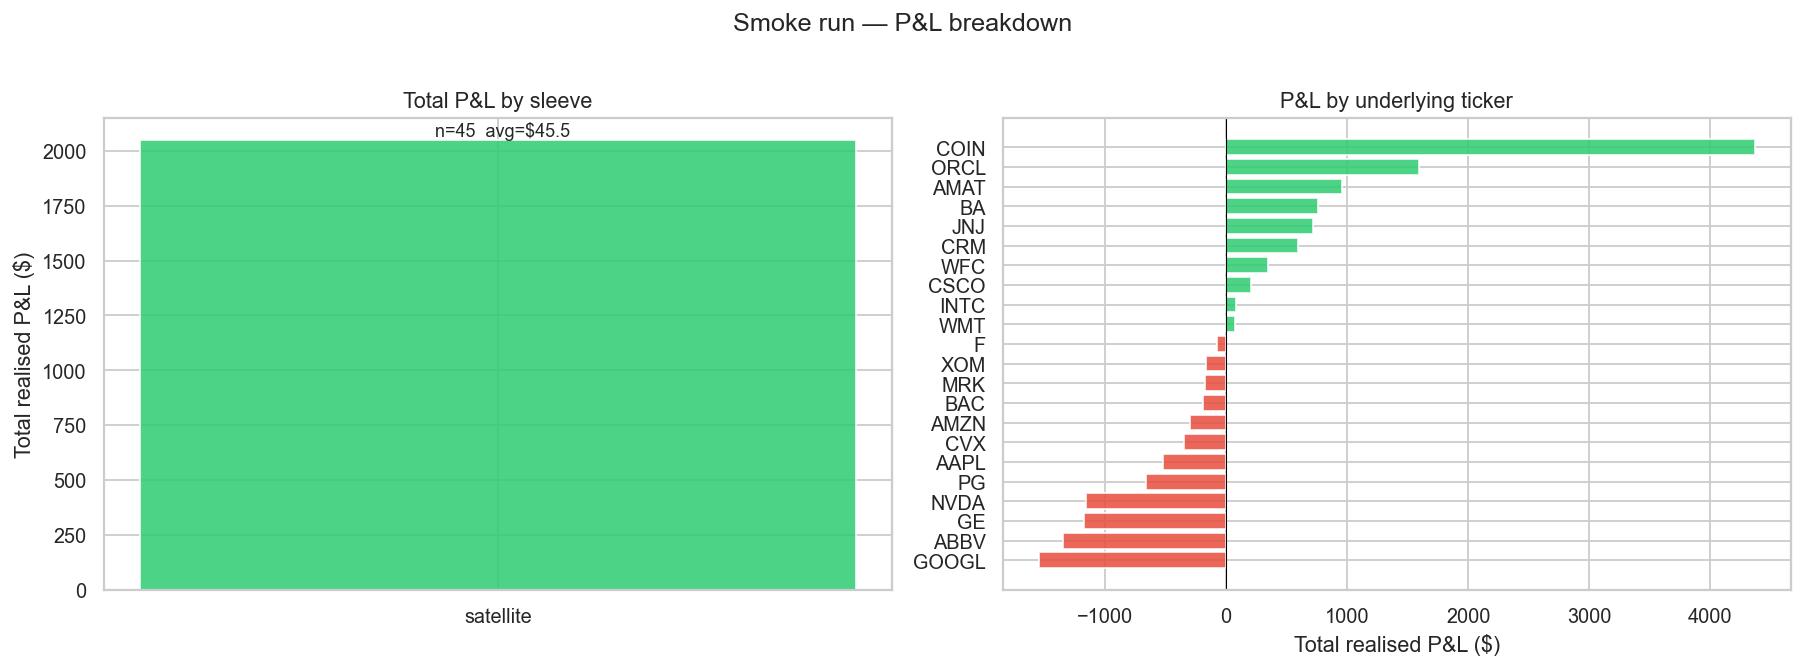 Smoke run — P&L breakdown
Total P&L by sleeve
n=45  avg=$45.5
Total realised P&L ($)
2000
1750
1500
1250
1000
750
500
250
0
satellite
P&L by underlying ticker
COIN
ORCL
AMAT
BA
JNJ
CRM
WFC
CSCO
INTC
WMT
F
XOM
MRK
BAC
AMZN
CVX
AAPL
PG
NVDA
GE
ABBV
GOOGL
−1000 0 1000 2000 3000 4000
Total realised P&L ($)